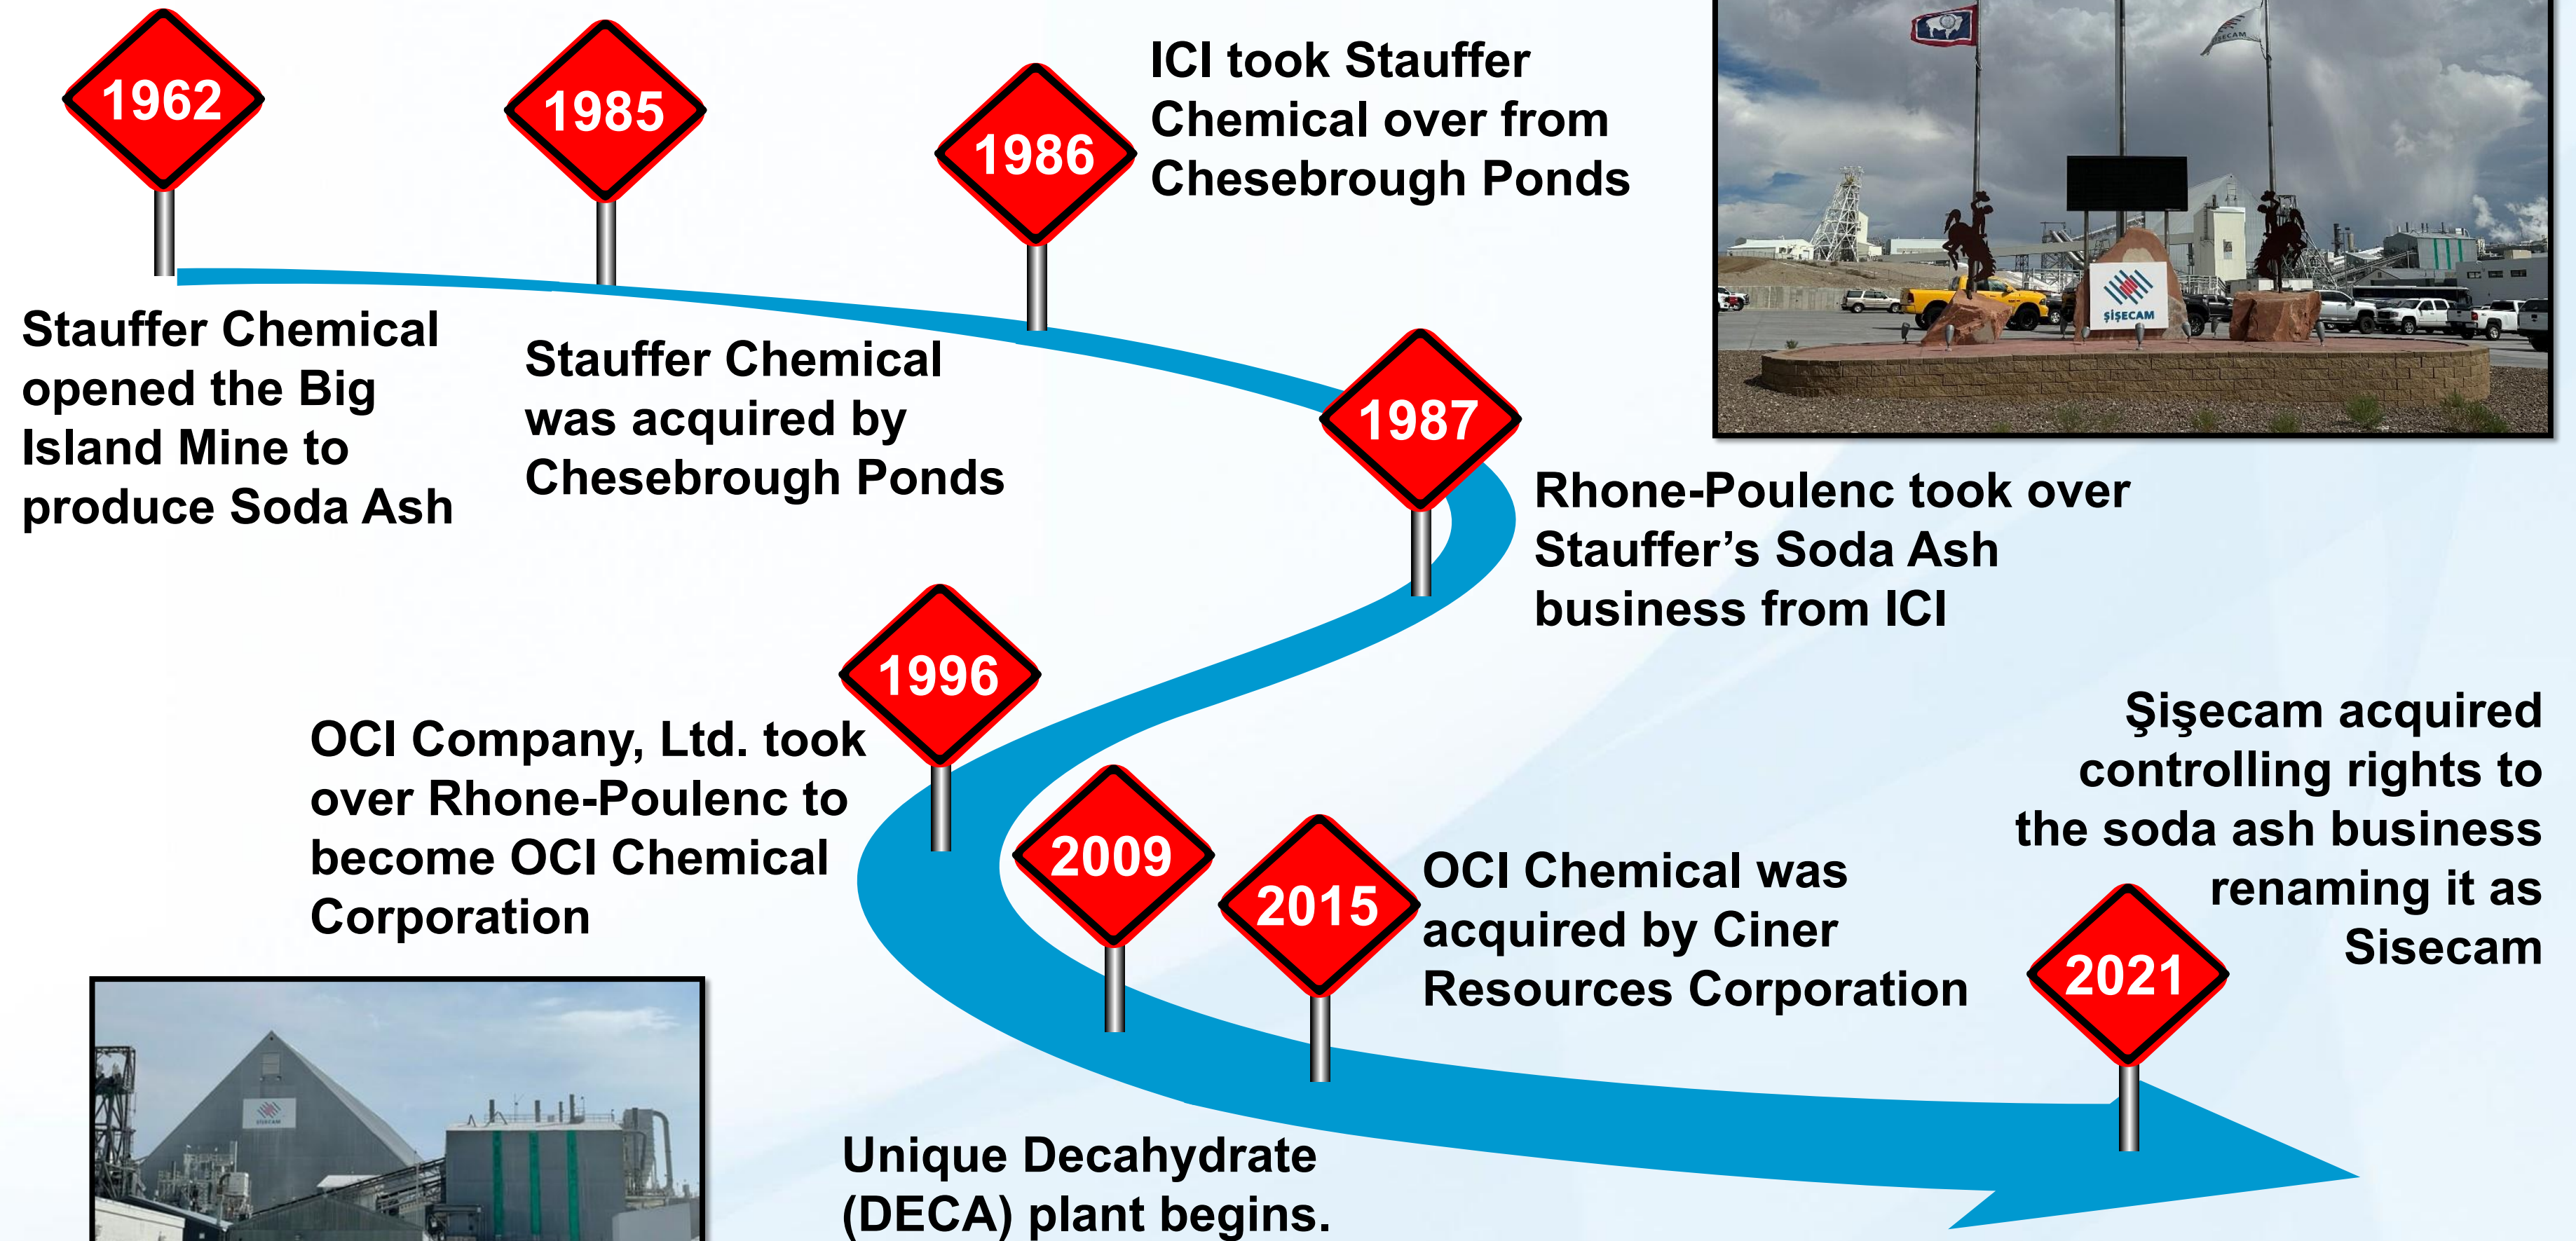 1962
Stauffer Chemical
opened the Big
Island Mine to
produce Soda Ash
1985
Stauffer Chemical
was acquired by
Chesebrough Ponds
1986
ICI took Stauffer
Chemical over from
Chesebrough Ponds
ŞİŞECAM
1987
Rhone-Poulenc took over
Stauffer’s Soda Ash
business from ICI
1996
OCI Company, Ltd. took
over Rhone-Poulenc to
become OCI Chemical
Corporation
2009
Unique Decahydrate
(DECA) plant begins.
2015
OCI Chemical was
acquired by Ciner
Resources Corporation
2021
Şişecam acquired
controlling rights to
the soda ash business
renaming it as
Sisecam
ŞİŞECAM